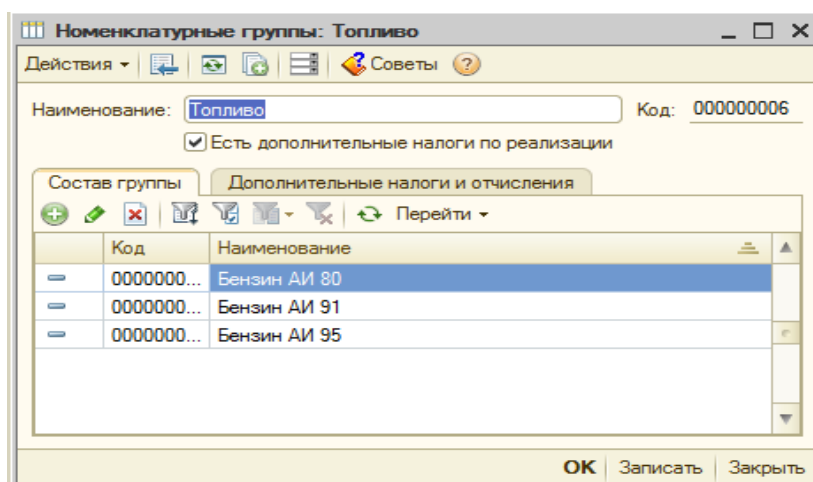 Номенклатурные группы: Топливо
Действия Советы
Наименование: Топливо Код: 000000006
Есть дополнительные налоги по реализации
Состав группы Дополнительные налоги и отчисления
Перейти
Код Наименование
0000000... Бензин АИ 80
0000000... Бензин АИ 91
0000000... Бензин АИ 95
OK Записать Закрыть